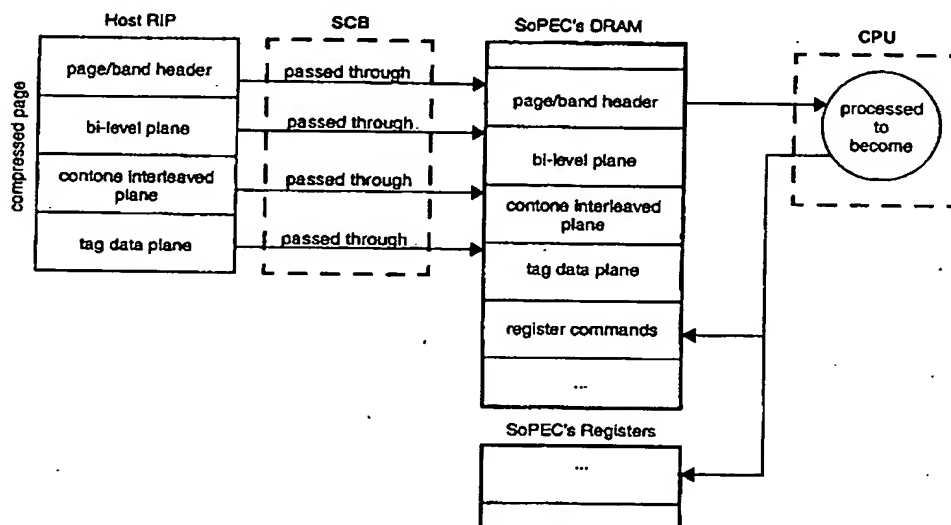 Host RIP
SCB
SoPEC's DRAM
CPU
compressed page
page/band header
bi-level plane
contone interleaved
plane
tag data plane
passed through
passed through
passed through
passed through
page/band header
bi-level plane
contone interleaved
plane
tag data plane
register commands
...
processed
to
become
SoPEC's Registers
...